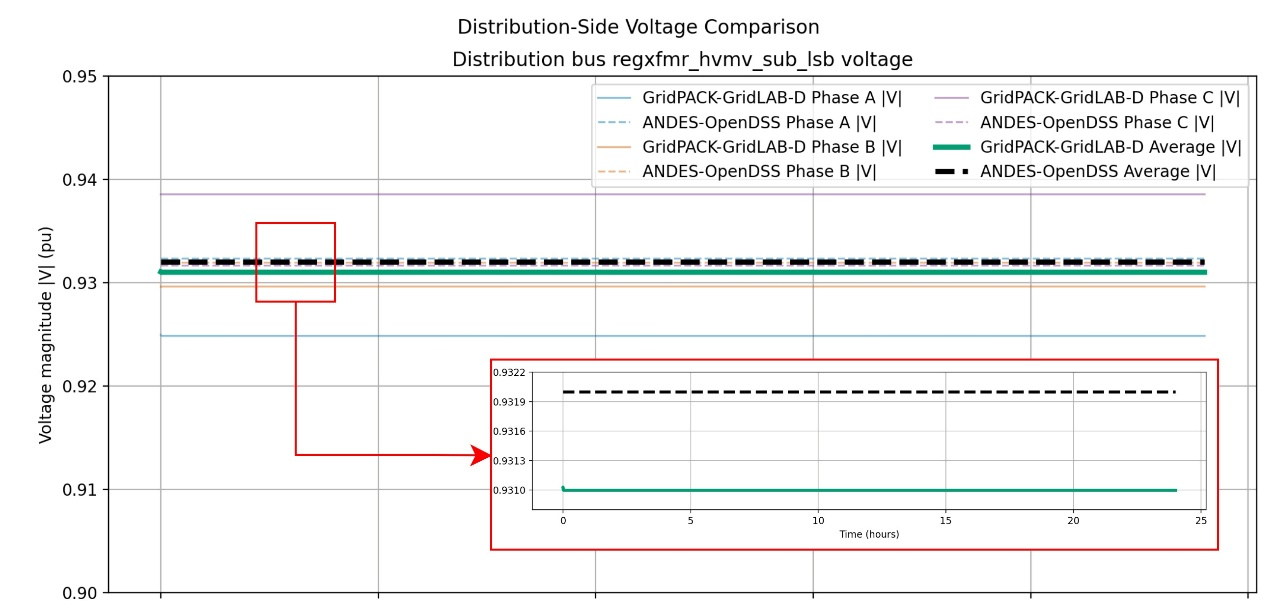 Distribution-Side Voltage Comparison
Distribution bus regxfmr_hvmv_sub_lsb voltage
0.95
0.94
0.93
0.92
0.91
0.90
Voltage magnitude |V| (pu)
GridPACK-GridLAB-D Phase A |V|
ANDES-OpenDSS Phase A |V|
GridPACK-GridLAB-D Phase B |V|
ANDES-OpenDSS Phase B |V|
GridPACK-GridLAB-D Phase C |V|
ANDES-OpenDSS Phase C |V|
GridPACK-GridLAB-D Average |V|
ANDES-OpenDSS Average |V|
0.9322
0.9319
0.9316
0.9313
0.9310
0 5 10 15 20 25
Time (hours)